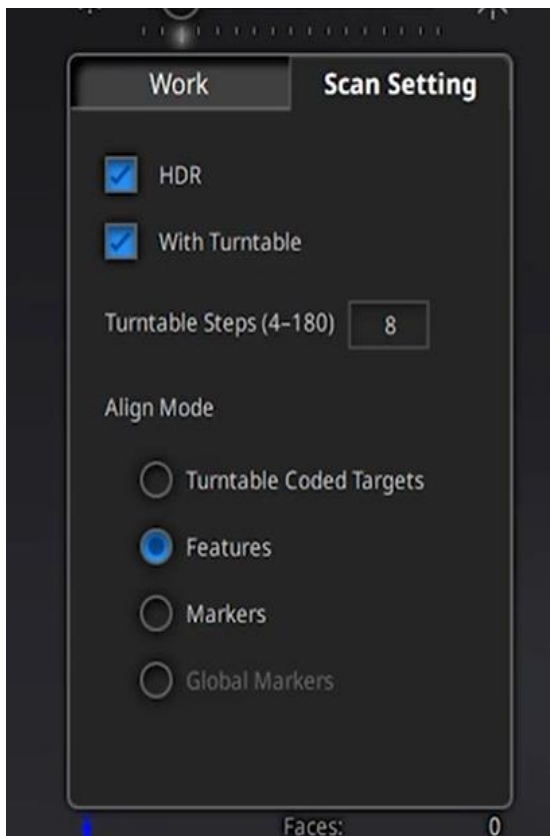 Work Scan Setting
HDR
With Turntable
Turntable Steps (4–180) 8
Align Mode
Turntable Coded Targets
Features
Markers
Global Markers
Faces: 0